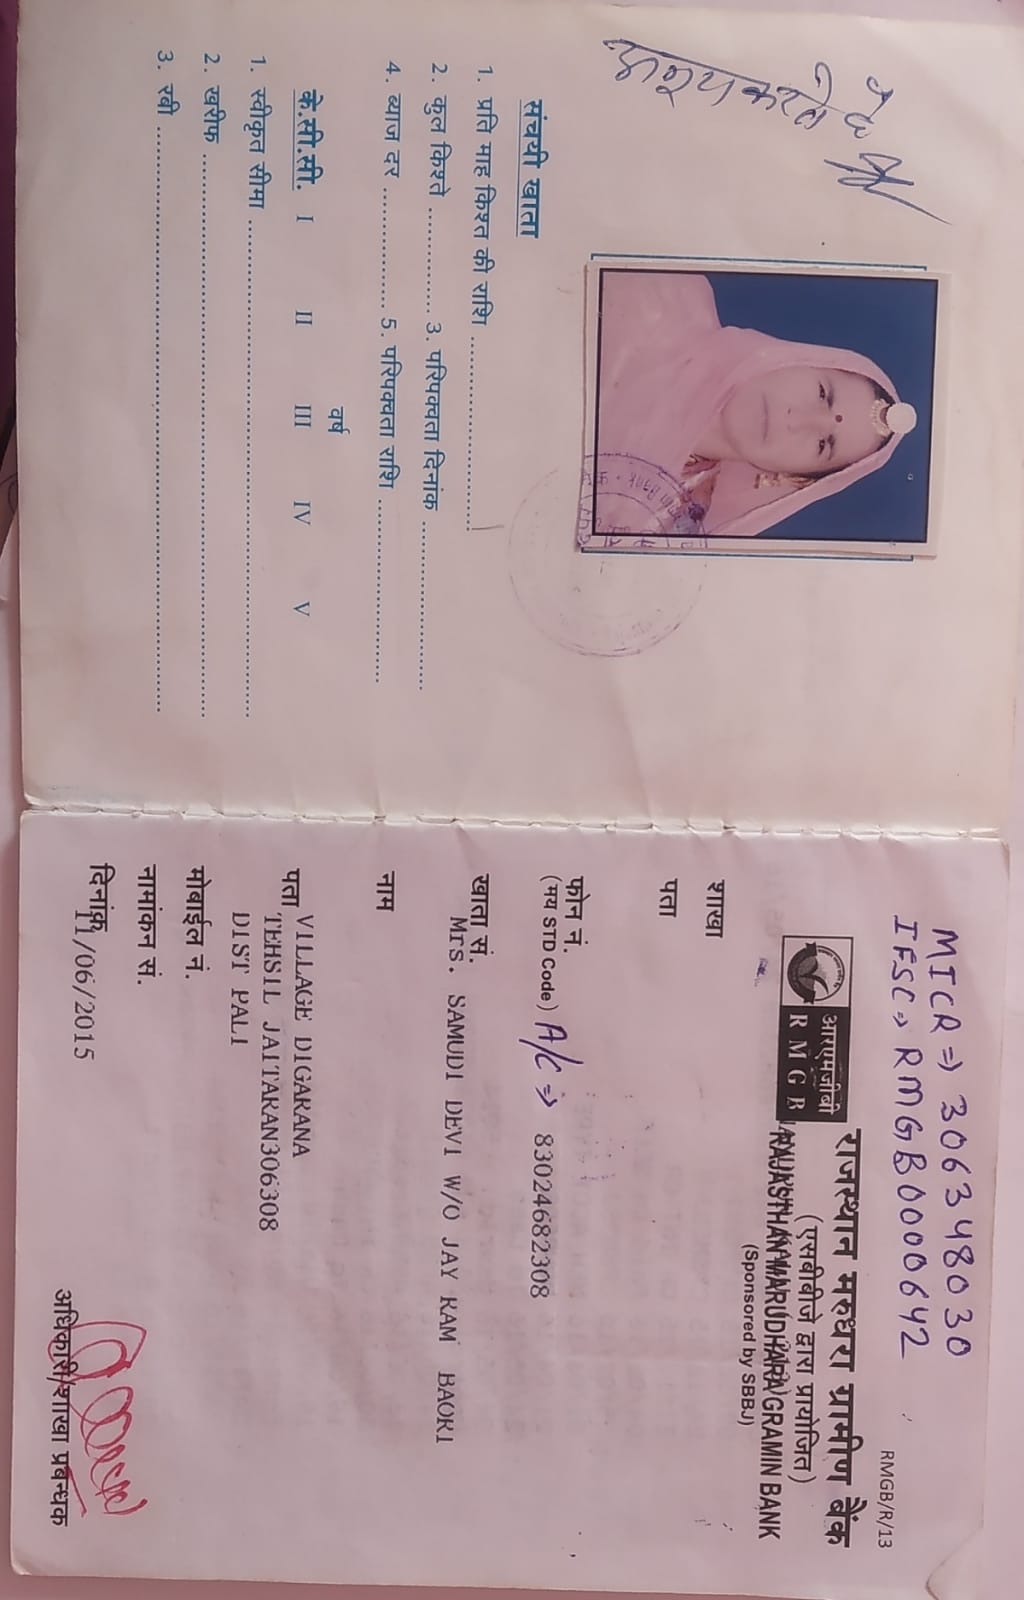 संचयी खाता
1. प्रति माह किश्त की राशि ..............................
2. कुल किश्ते .................. 3. परिपक्वता दिनांक ..........................
4. ब्याज दर .................. 5. परिपक्वता राशि ..........................
वर्ष
के.सी.सी. I II III IV V
1. स्वीकृत सीमा ..............................
2. खरीफ ..............................
3. रबी ..............................
MICR => 306348030
IFSC => RMGB0000642
RMGB/R/13
आरएमजीबी
RMGB
राजस्थान मरुधरा ग्रामीण बैंक
(एसबीबीजे द्वारा प्रायोजित)
RAJASTHAN MARUDHARA GRAMIN BANK
(Sponsored by SBBJ)
शाखा
पता
फोन नं.
(मय STD Code) A/C => 83024682308
खाता सं.
Mrs. SAMUDI DEVI W/O JAY RAM BAORI
नाम
पता VILLAGE DIGARANA
TEHSIL JAITARAN306308
DIST PALI
मोबाईल नं.
नामांकन सं.
दिनांक 11/06/2015
अधिकारी/शाखा प्रबन्धक